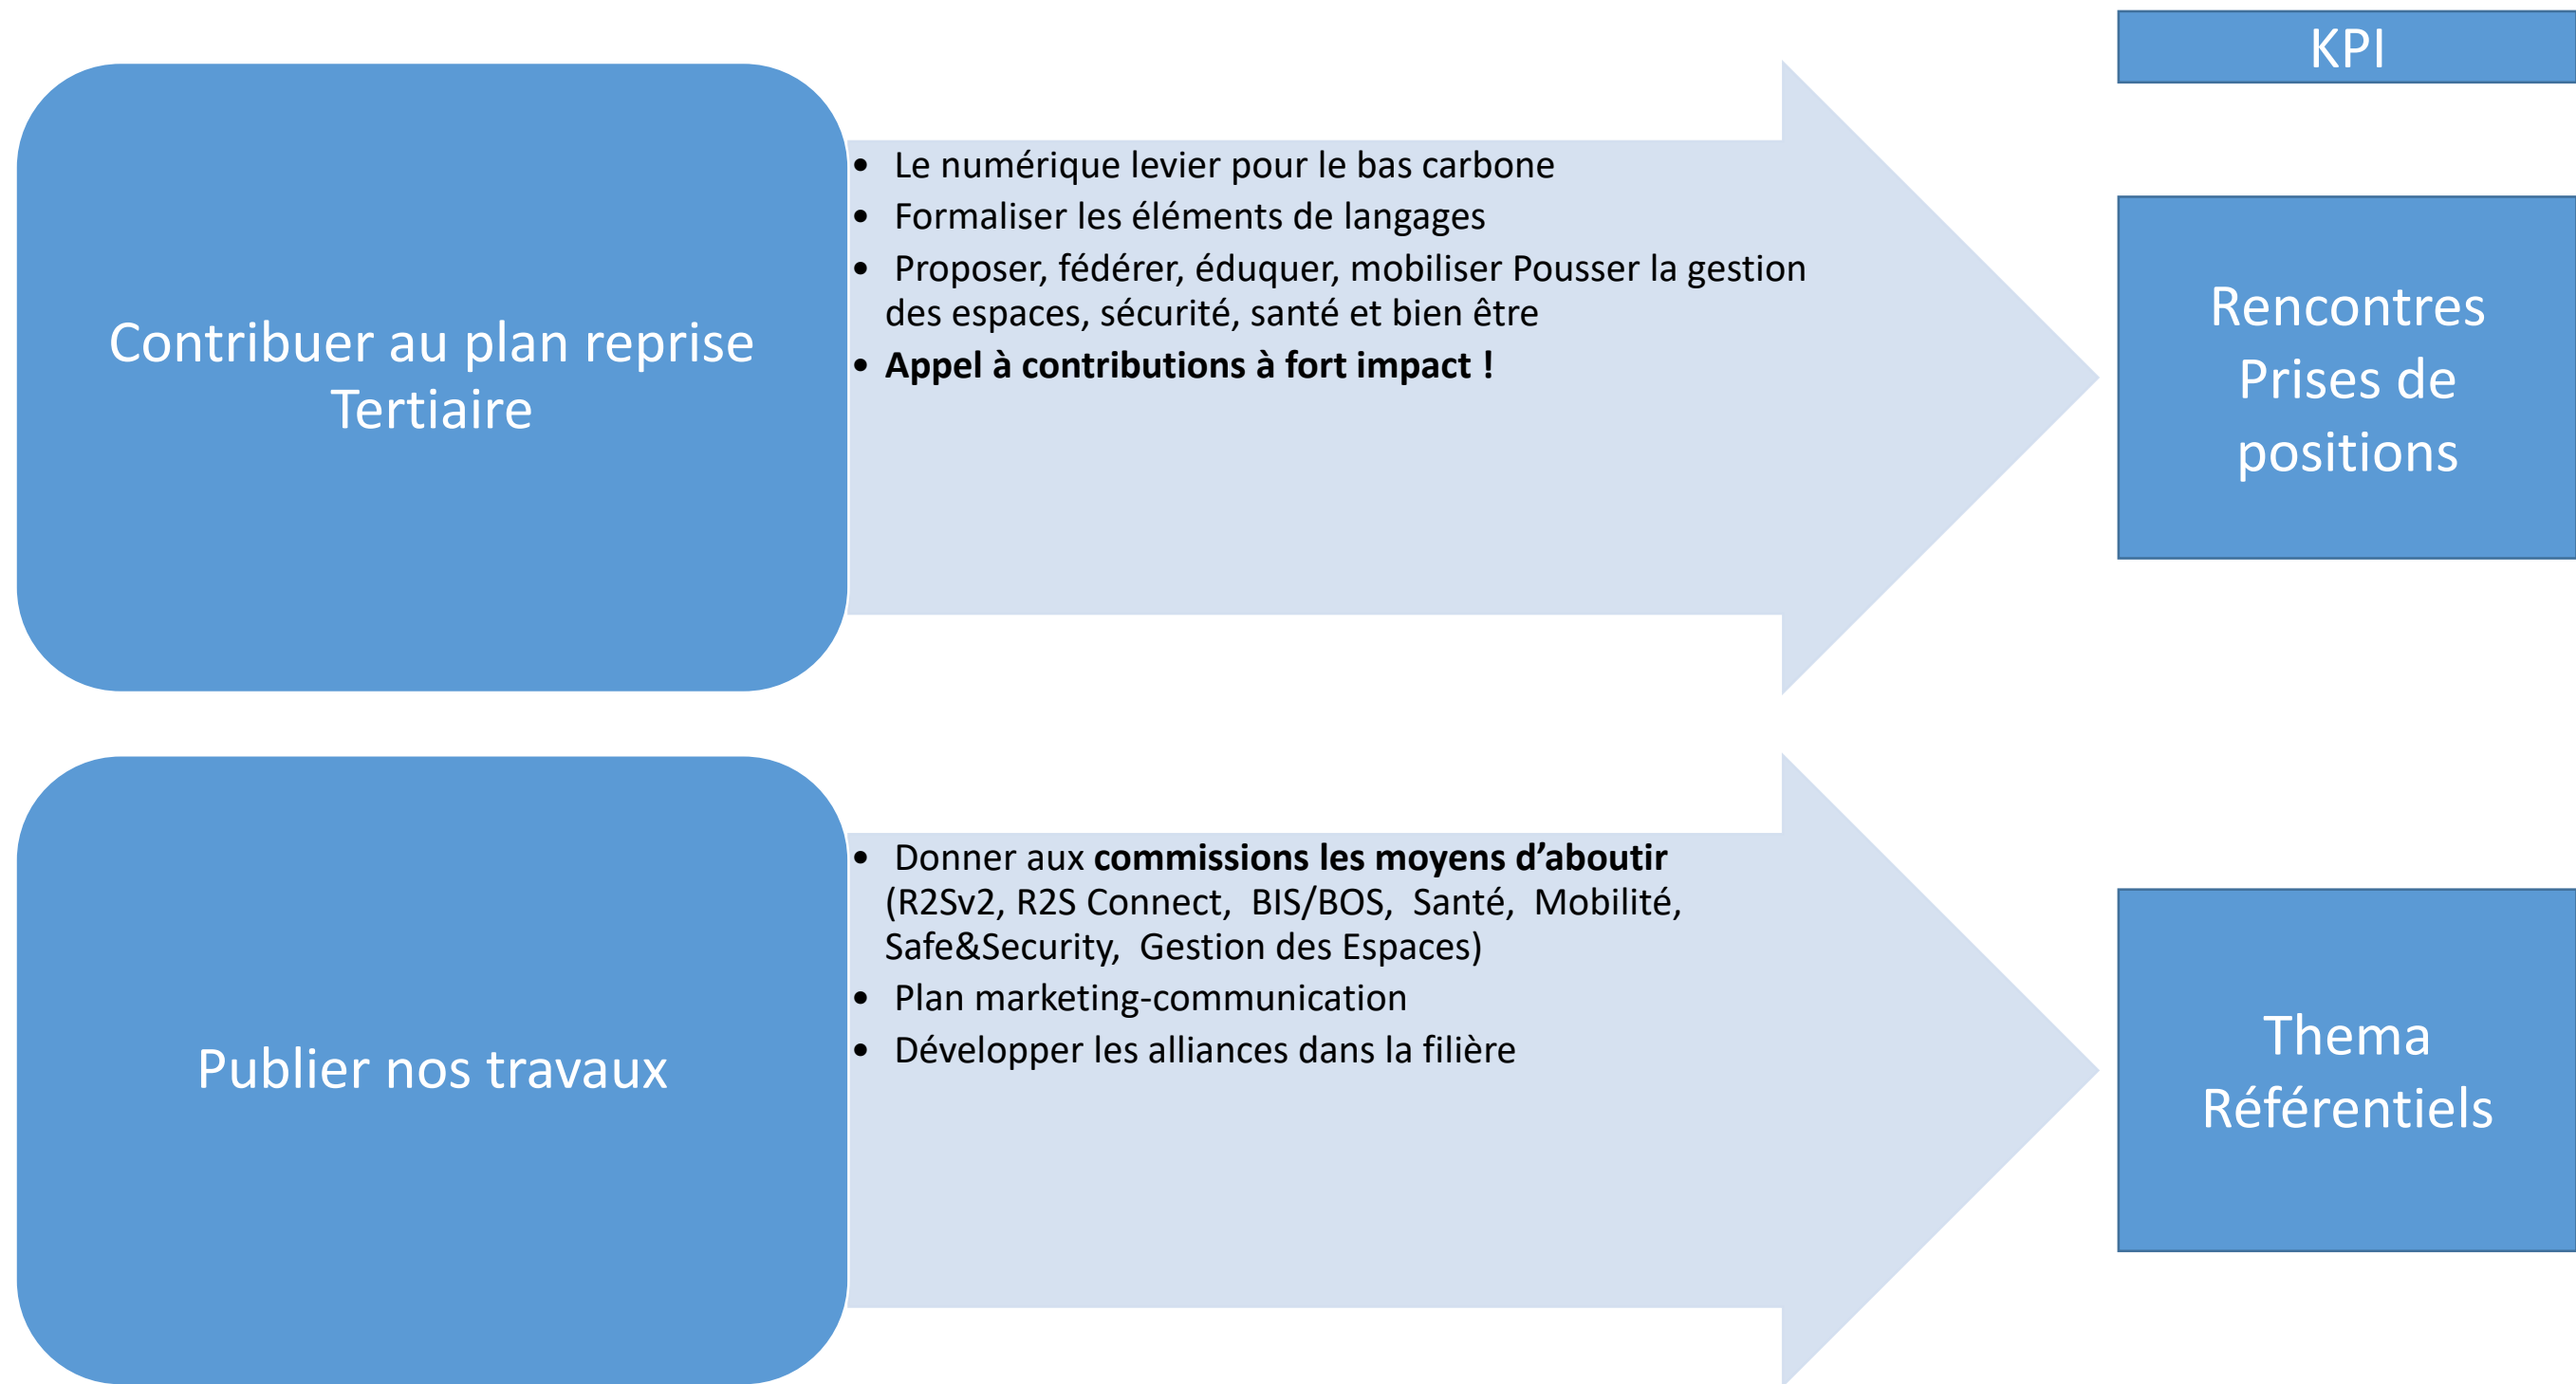 KPI
Contribuer au plan reprise
Tertiaire
• Le numérique levier pour le bas carbone
• Formaliser les éléments de langages
• Proposer, fédérer, éduquer, mobiliser Pousser la gestion
des espaces, sécurité, santé et bien être
• Appel à contributions à fort impact !
Rencontres
Prises de
positions
Publier nos travaux
• Donner aux commissions les moyens d’aboutir
(R2Sv2, R2S Connect, BIS/BOS, Santé, Mobilité,
Safe&Security, Gestion des Espaces)
• Plan marketing-communication
• Développer les alliances dans la filière
Thema
Référentiels